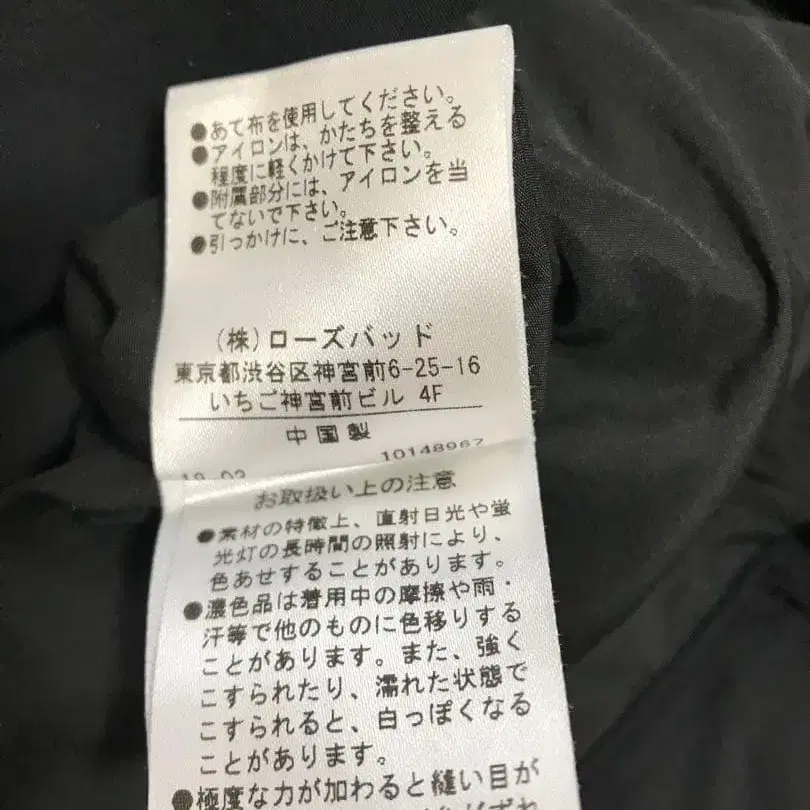 ●あて布を使用してください。
●アイロンは、かたちを整える
程度に軽くかけて下さい。
●附属部分には、アイロンを当
てないで下さい。
●引っかけに、ご注意下さい。
(株)ローズバッド
東京都渋谷区神宮前6-25-16
いちご神宮前ビル 4F
中国製
10148967
お取扱い上の注意
●素材の特徴上、直射日光や蛍
光灯の長時間の照射により、
色あせすることがあります。
●濃色品は着用中の摩擦や雨・
汗等で他のものに色移りする
ことがあります。また、強く
こすられたり、濡れた状態で
こすられると、白っぽくなる
ことがあります。
●極度な力が加わると縫い目が